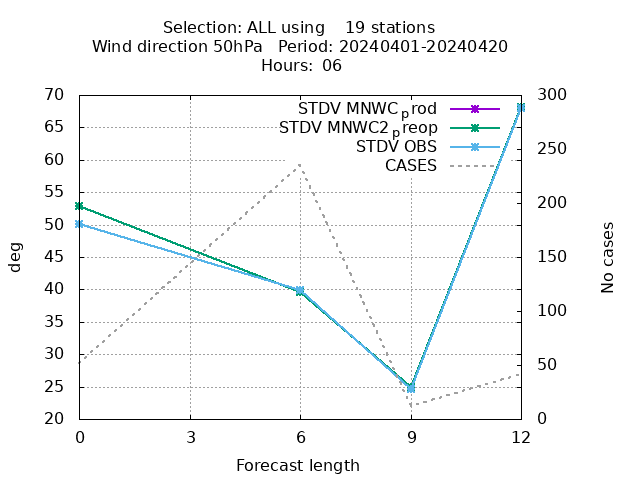 Selection: ALL using 19 stations
Wind direction 50hPa Period: 20240401-20240420
Hours: 06
70
65
60
55
50
45
40
35
30
25
20
300
250
200
150
100
50
0
STDV MNWC_prod
STDV MNWC2_preop
STDV OBS
CASES
deg
No cases
0 3 6 9 12
Forecast length